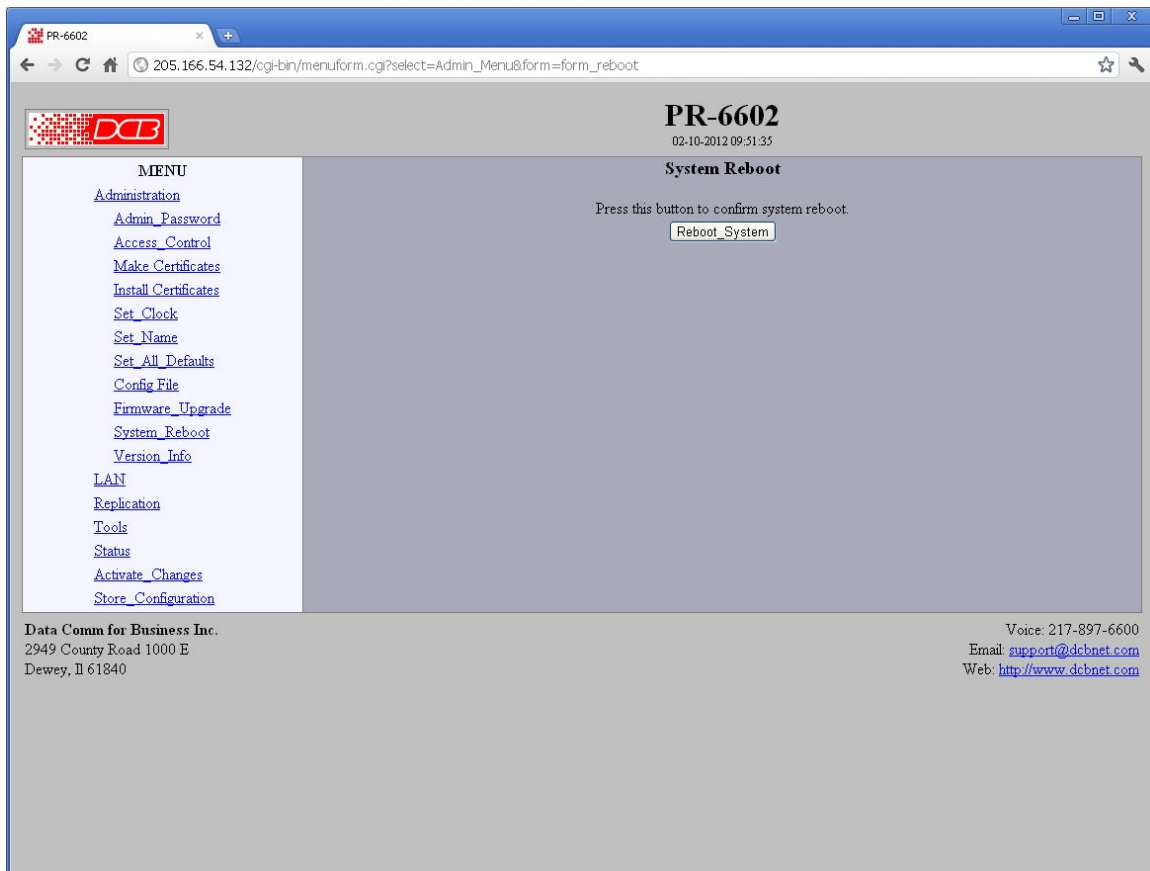 PR-6602
205.166.54.132/cgi-bin/menuform.cgi?select=Admin_Menu&form=form_reboot
DCB
PR-6602
02-10-2012 09:51:35
MENU
Administration
Admin_Password
Access_Control
Make Certificates
Install Certificates
Set_Clock
Set_Name
Set_All_Defaults
Config File
Firmware_Upgrade
System_Reboot
Version_Info
LAN
Replication
Tools
Status
Activate_Changes
Store_Configuration
System Reboot
Press this button to confirm system reboot.
Reboot_System
Data Comm for Business Inc.
2949 County Road 1000 E
Dewey, Il 61840
Voice: 217-897-6600
Email: support@dcbnet.com
Web: http://www.dcbnet.com